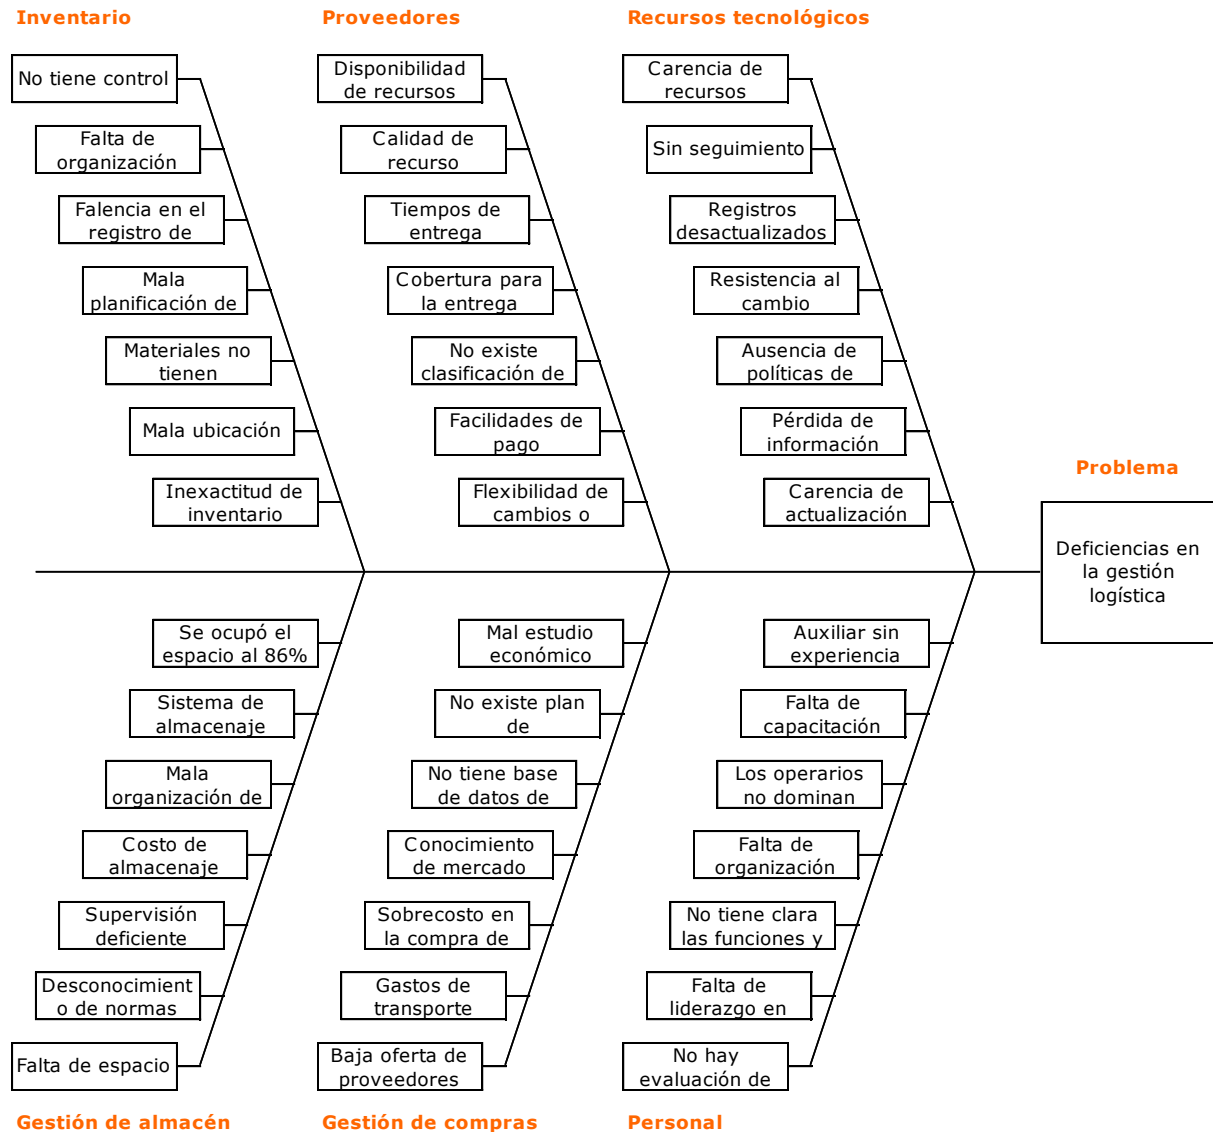 Inventario
No tiene control
Falta de
organización
Falencia en el
registro de
Mala
planificación de
Materiales no
tienen
Mala ubicación
Inexactitud de
inventario
Proveedores
Disponibilidad
de recursos
Calidad de
recurso
Tiempos de
entrega
Cobertura para
la entrega
No existe
clasificación de
Facilidades de
pago
Flexibilidad de
cambios o
Recursos tecnológicos
Carencia de
recursos
Sin seguimiento
Registros
desactualizados
Resistencia al
cambio
Ausencia de
políticas de
Pérdida de
información
Carencia de
actualización
Problema
Deficiencias en
la gestión
logística
Se ocupó el
espacio al 86%
Sistema de
almacenaje
Mala
organización de
Costo de
almacenaje
Supervisión
deficiente
Desconocimient
o de normas
Falta de espacio
Gestión de almacén
Mal estudio
económico
No existe plan
de
No tiene base
de datos de
Conocimiento
de mercado
Sobrecosto en
la compra de
Gastos de
transporte
Baja oferta de
proveedores
Gestión de compras
Auxiliar sin
experiencia
Falta de
capacitación
Los operarios
no dominan
Falta de
organización
No tiene clara
las funciones y
Falta de
liderazgo en
No hay
evaluación de
Personal